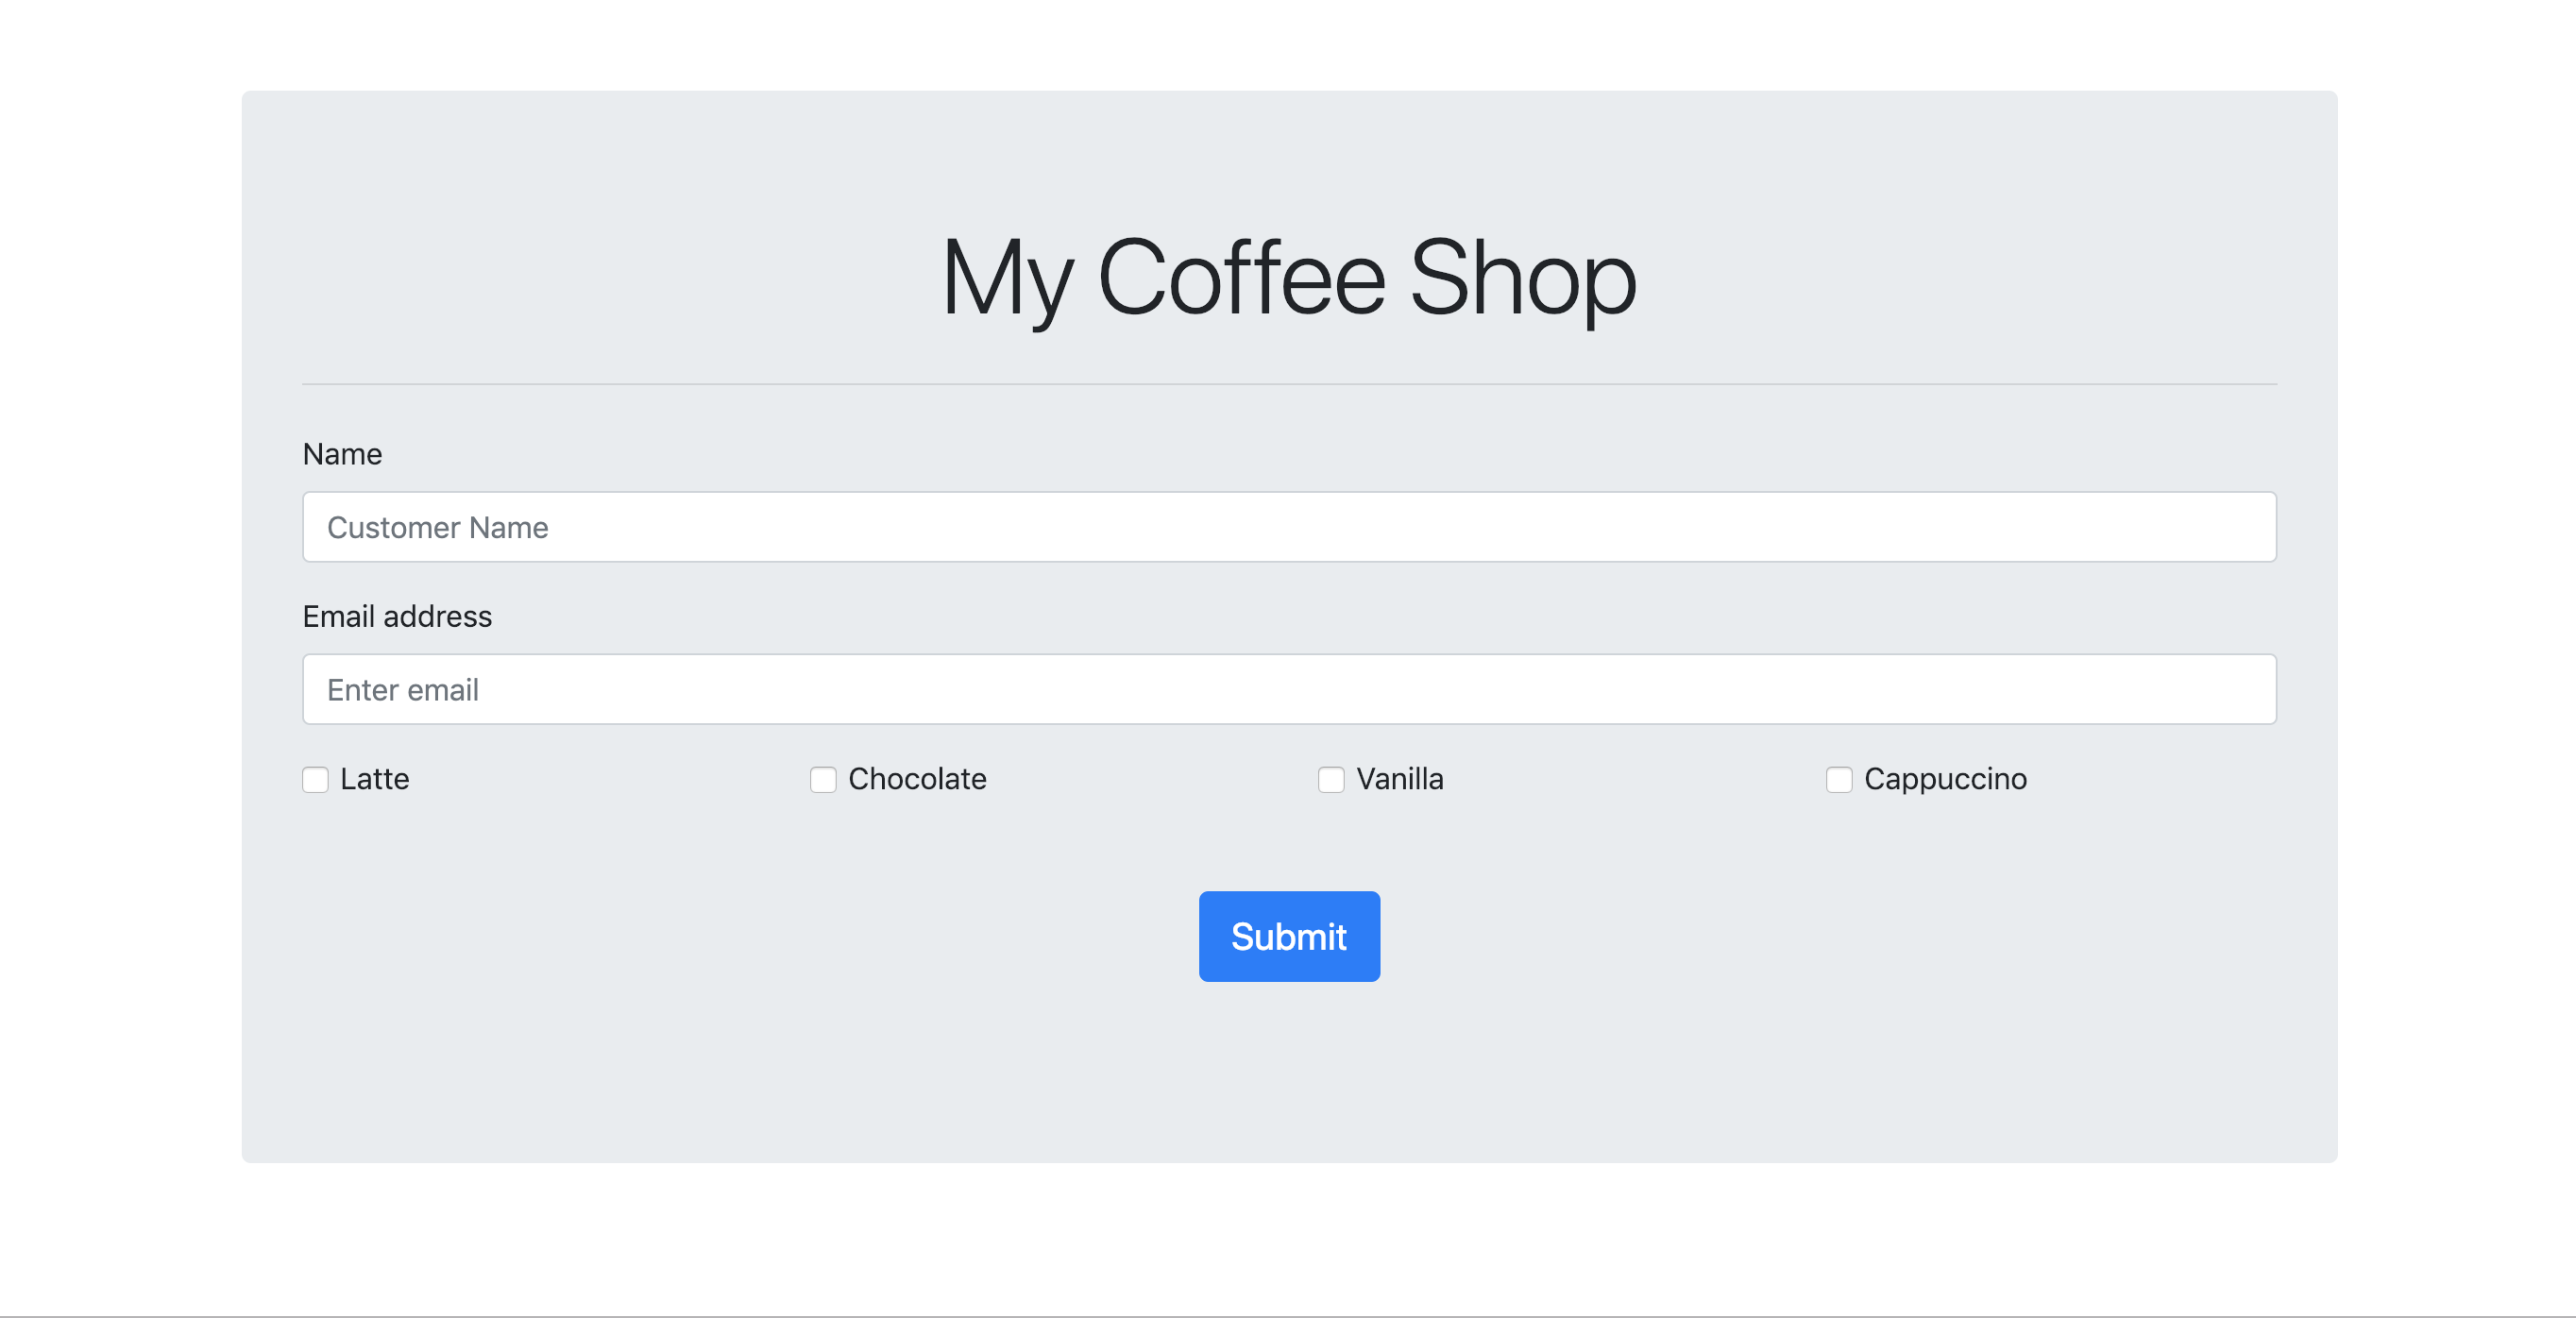 My Coffee Shop
Name
Customer Name
Email address
Enter email
Latte Chocolate Vanilla Cappuccino
Submit